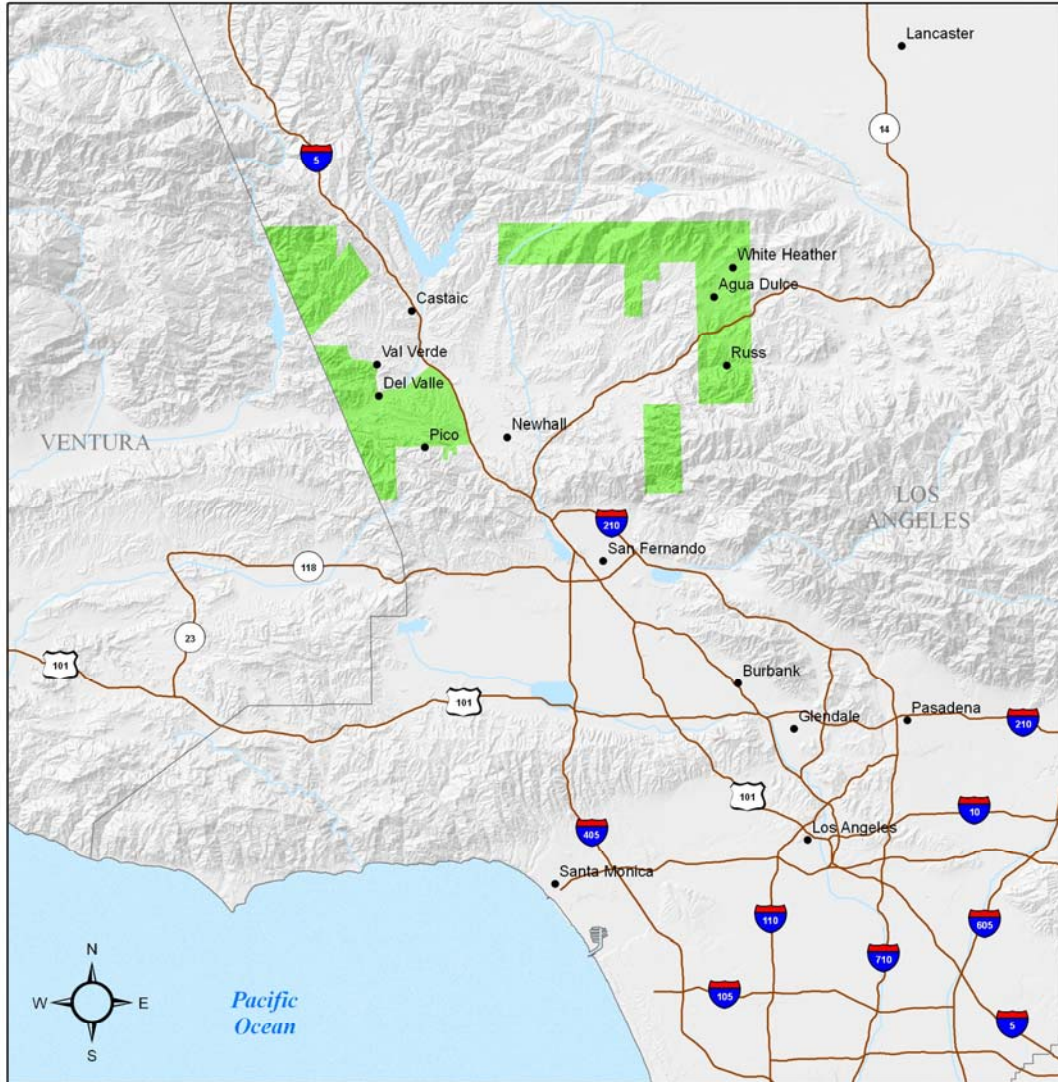 Lancaster
14
5
White Heather
Agua Dulce
Castaic
Val Verde
Russ
Del Valle
Newhall
Pico
VENTURA
LOS
ANGELES
210
San Fernando
118
23
101
101
Burbank
Glendale
Pasadena
210
101
10
405
Los Angeles
Santa Monica
110
605
710
N
W
E
S
Pacific
Ocean
105
5